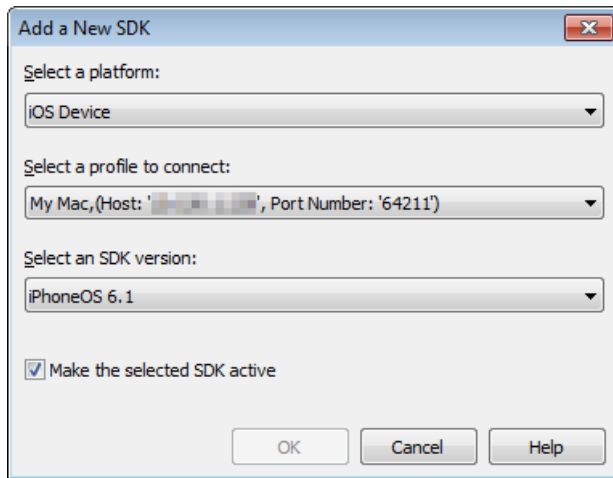 Add a New SDK
Select a platform:
iOS Device
Select a profile to connect:
My Mac,(Host: '', Port Number: '64211')
Select an SDK version:
iPhoneOS 6.1
Make the selected SDK active
OK Cancel Help